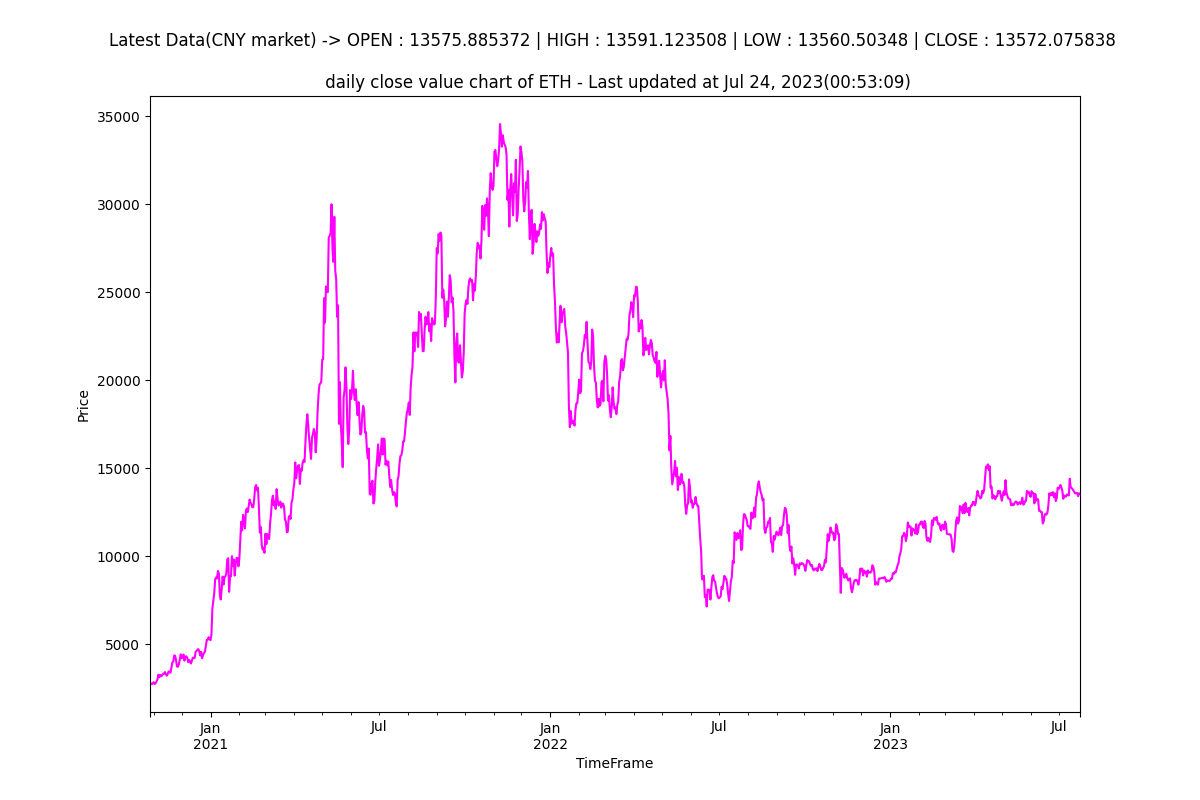 Latest Data(CNY market) -> OPEN : 13575.885372 | HIGH : 13591.123508 | LOW : 13560.50348 | CLOSE : 13572.075838
daily close value chart of ETH - Last updated at Jul 24, 2023(00:53:09)
35000
30000
25000
20000
15000
10000
5000
Price
Jan
2021
Jul
Jan
2022
Jul
Jan
2023
Jul
TimeFrame